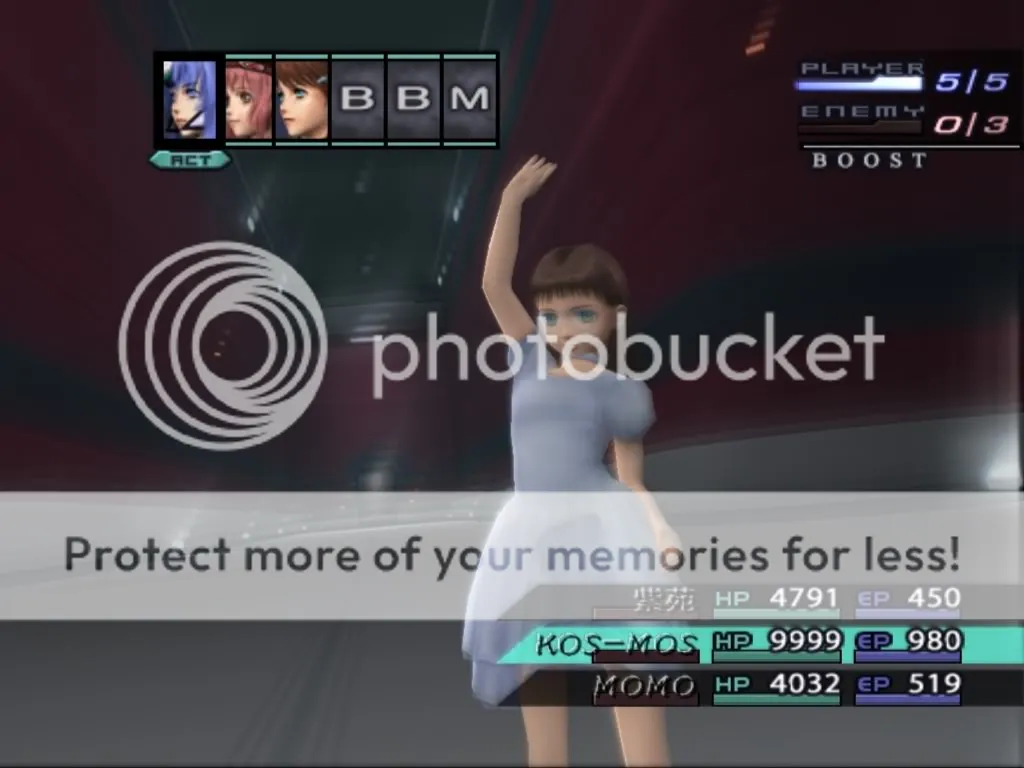 B B M
ACT
PLAYER 5/5
ENEMY 0/3
BOOST
photobucket
Protect more of your memories for less!
紫苑 HP 4791 EP 450
KOS-MOS HP 9999 EP 980
MOMO HP 4032 EP 519